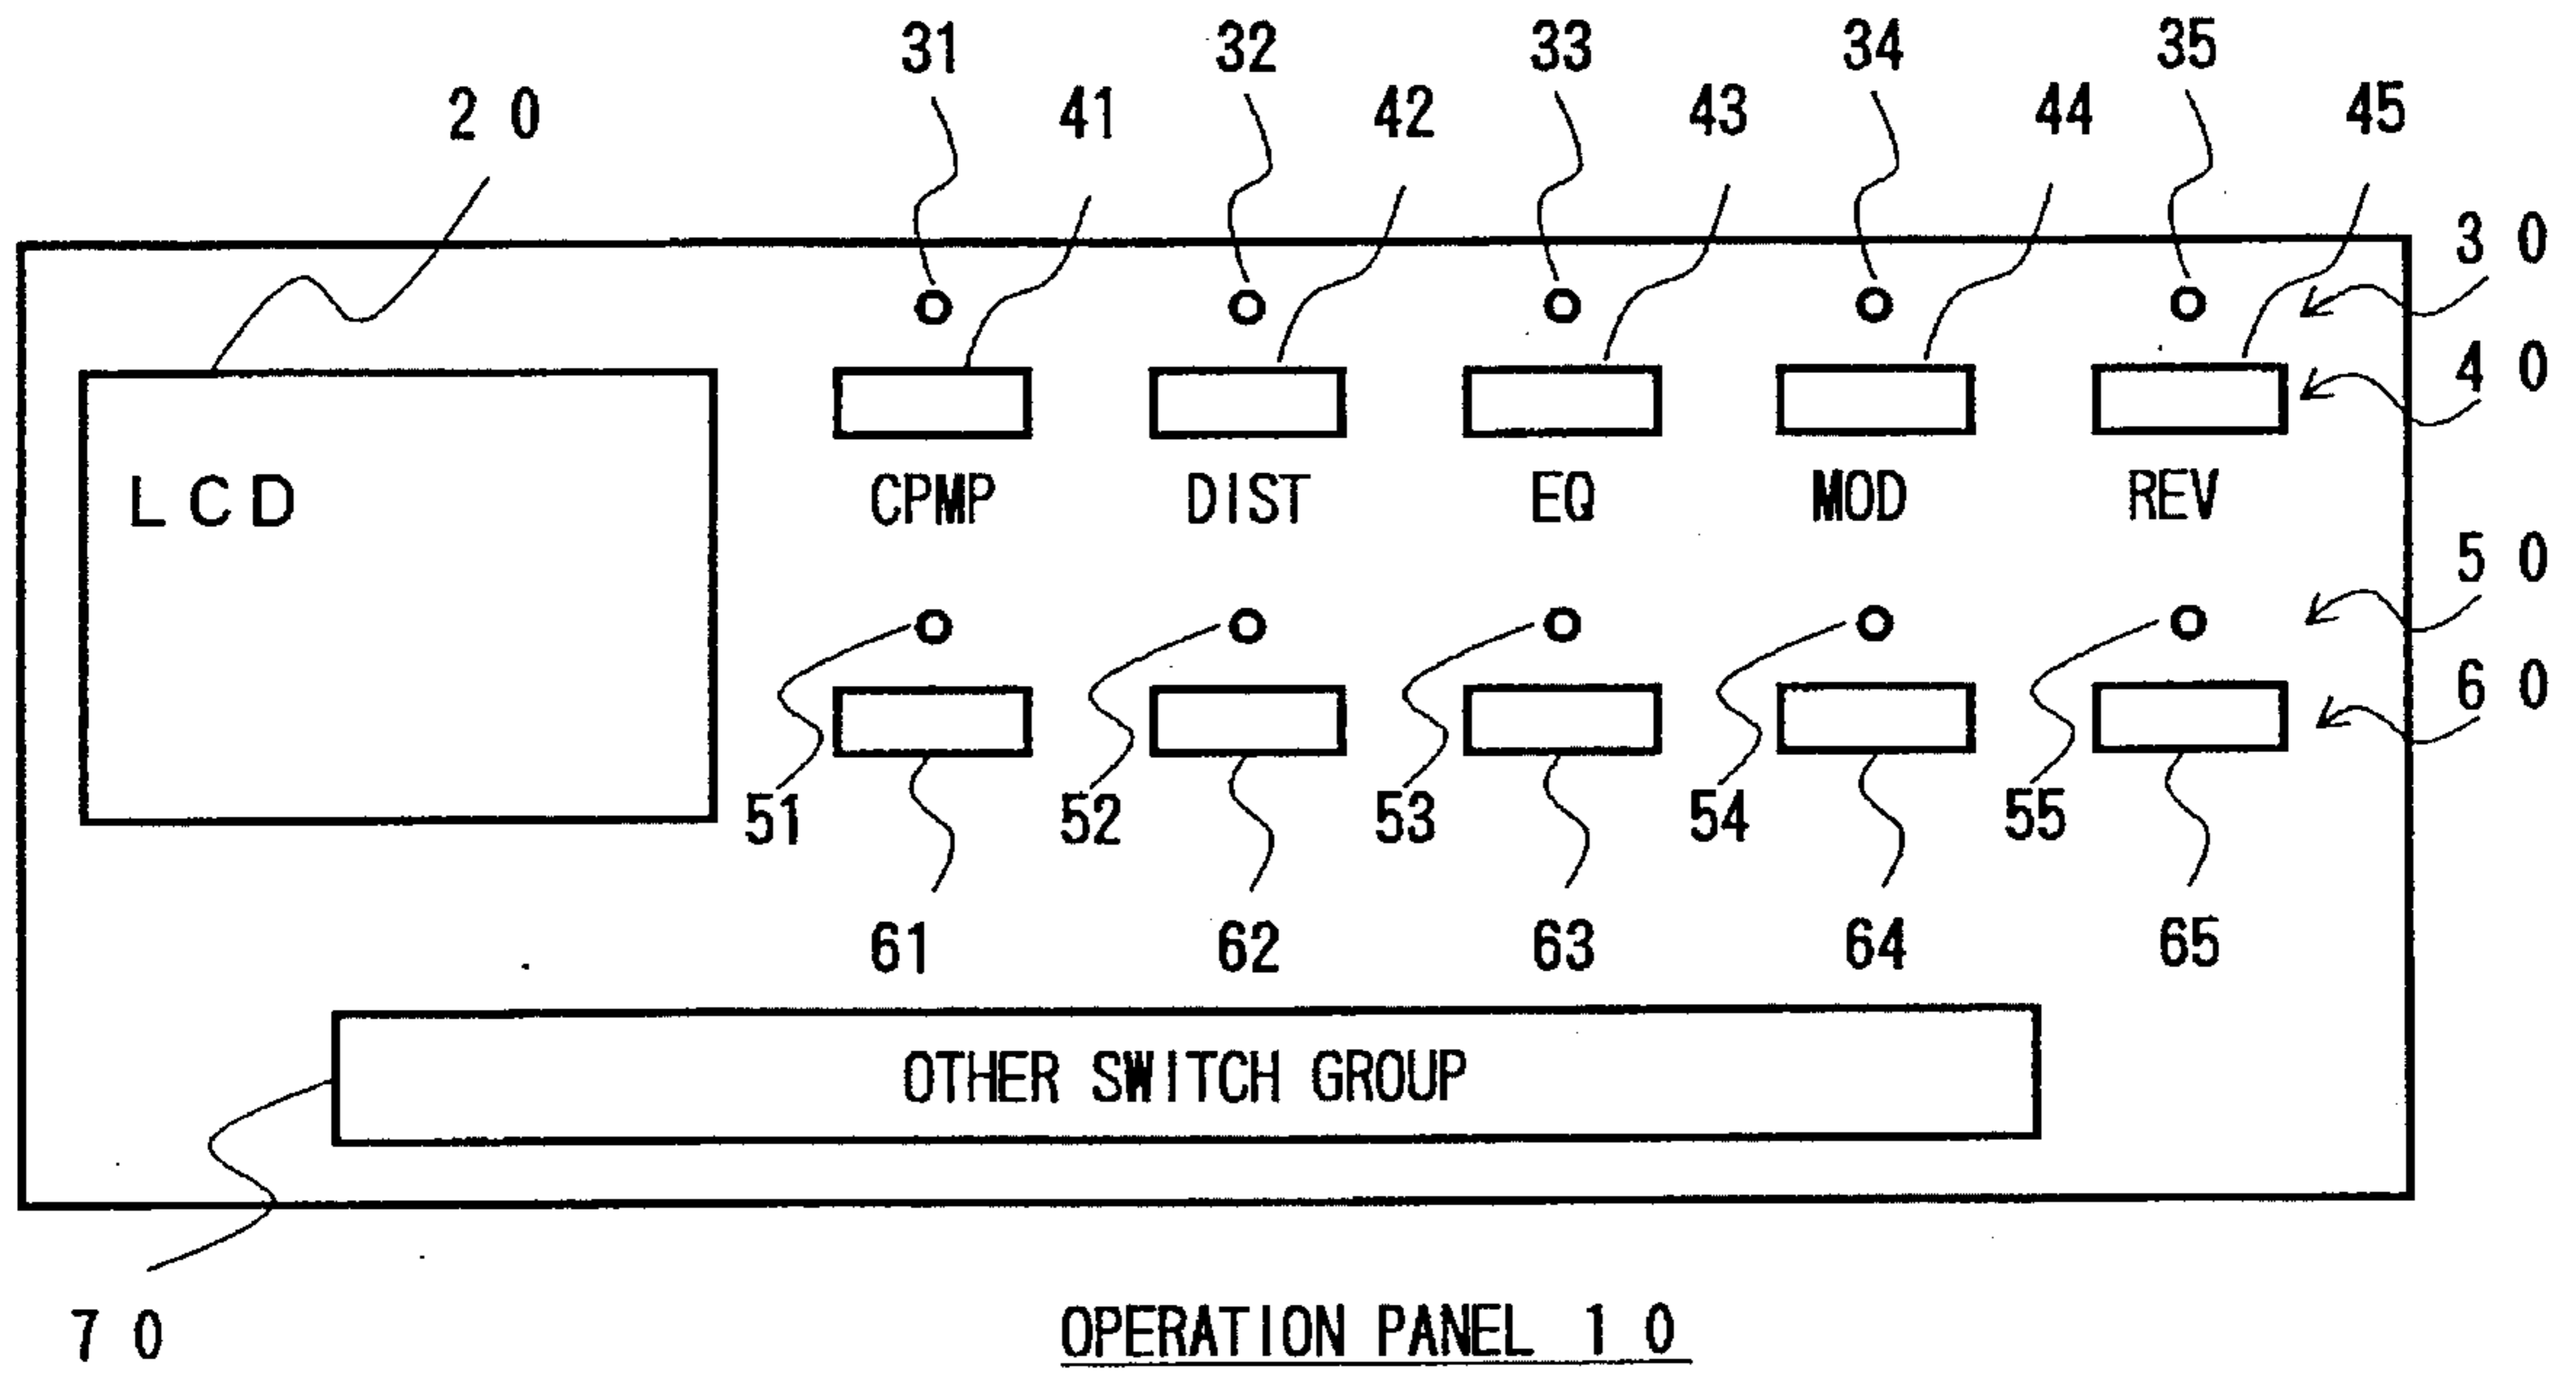 31 32 33 34 35
20 41 42 43 44 45
30
40
LCD CPMP DIST EQ MOD REV
50
60
51 52 53 54 55
61 62 63 64 65
OTHER SWITCH GROUP
70 OPERATION PANEL 10